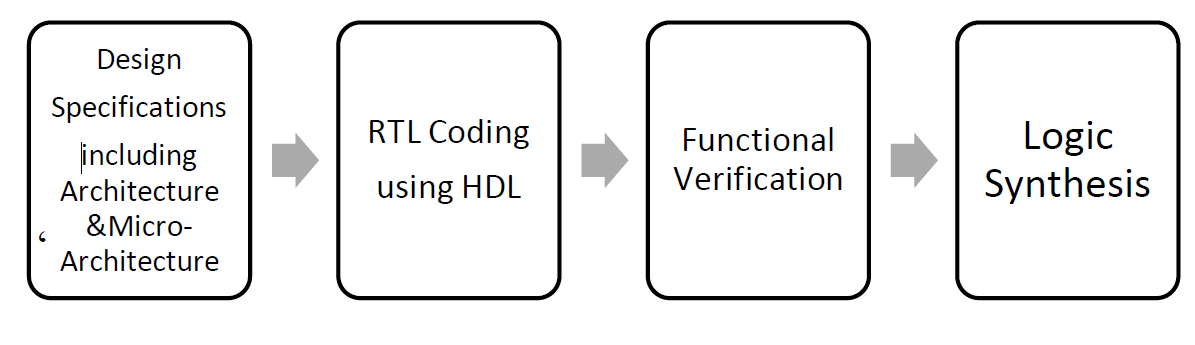 Design
Specifications
including
Architecture
&Micro-
‘
Architecture
RTL Coding
using HDL
Functional
Verification
Logic
Synthesis